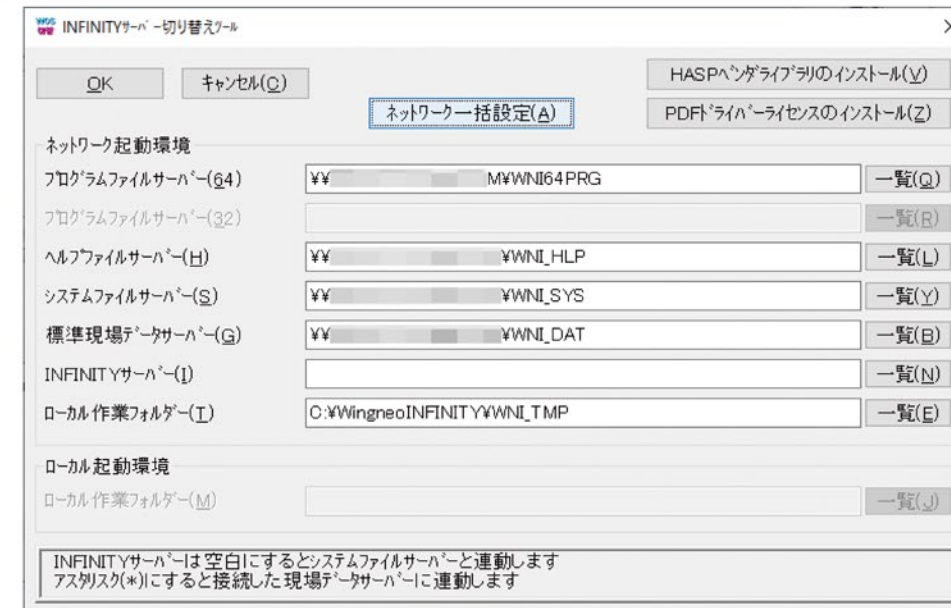 INFINITYサーバー切り替えツール
OK キャンセル(C) HASPベンダライブラリのインストール(V)
ネットワーク一括設定(A) PDFドライバーライセンスのインストール(Z)
ネットワーク起動環境
プログラムファイルサーバー(64) ¥¥ M¥WNI64PRG 一覧(Q)
プログラムファイルサーバー(32) 一覧(R)
ヘルプファイルサーバー(H) ¥¥ ¥WNI_HLP 一覧(L)
システムファイルサーバー(S) ¥¥ ¥WNI_SYS 一覧(Y)
標準現場データサーバー(G) ¥¥ ¥WNI_DAT 一覧(B)
INFINITYサーバー(I) 一覧(N)
ローカル作業フォルダー(T) C:¥WingneoINFINITY¥WNI_TMP 一覧(E)
ローカル起動環境
ローカル作業フォルダー(M) 一覧(J)
INFINITYサーバーは空白にするとシステムファイルサーバーと連動します
アスタリスク(*)にすると接続した現場データサーバーに連動します